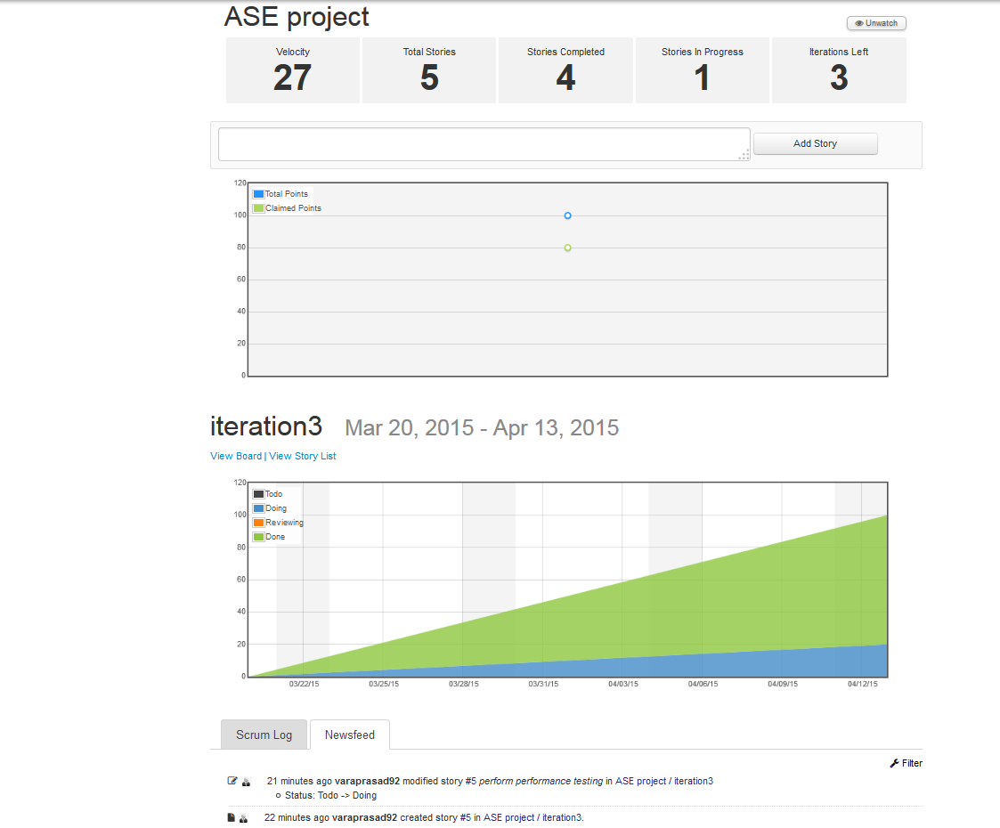 ASE project
Unwatch
Velocity
27
Total Stories
5
Stories Completed
4
Stories In Progress
1
Iterations Left
3
Add Story
120
100
80
60
40
20
0
Total Points
Claimed Points
iteration3 Mar 20, 2015 - Apr 13, 2015
View Board | View Story List
120
100
80
60
40
20
0
Todo
Doing
Reviewing
Done
03/22/15 03/25/15 03/28/15 03/31/15 04/03/15 04/06/15 04/09/15 04/12/15
Scrum Log Newsfeed
Filter
21 minutes ago varaprasad92 modified story #5 perform performance testing in ASE project / iteration3
Status: Todo -> Doing
22 minutes ago varaprasad92 created story #5 in ASE project / iteration3.